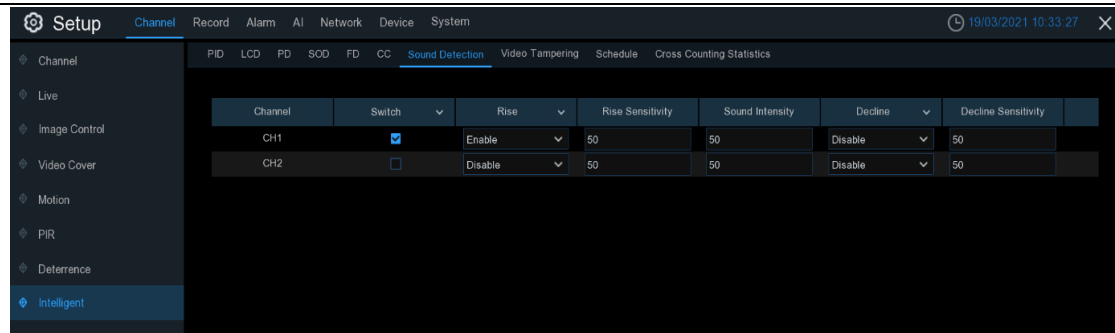 Setup Channel Record Alarm AI Network Device System 19/03/2021 10:33:27
PID LCD PD SOD FD CC Sound Detection Video Tampering Schedule Cross Counting Statistics
Channel
Live
Image Control
Video Cover
Motion
PIR
Deterrence
Intelligent
Channel Switch Rise Rise Sensitivity Sound Intensity Decline Decline Sensitivity
CH1 Enable 50 50 Disable 50
CH2 Disable 50 50 Disable 50